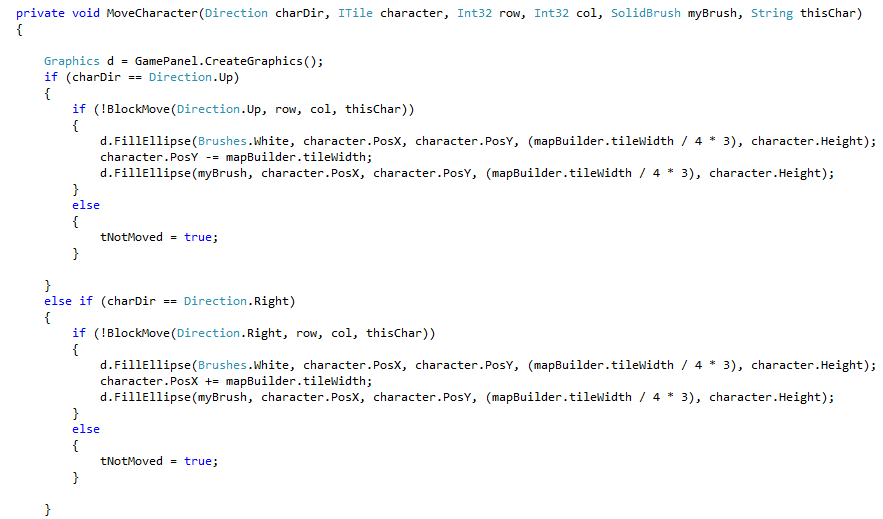 private void MoveCharacter(Direction charDir, ITile character, Int32 row, Int32 col, SolidBrush myBrush, String thisChar)
{
Graphics d = GamePanel.CreateGraphics();
if (charDir == Direction.Up)
{
if (!BlockMove(Direction.Up, row, col, thisChar))
{
d.FillEllipse(Brushes.White, character.PosX, character.PosY, (mapBuilder.tileWidth / 4 * 3), character.Height);
character.PosY -= mapBuilder.tileWidth;
d.FillEllipse(myBrush, character.PosX, character.PosY, (mapBuilder.tileWidth / 4 * 3), character.Height);
}
else
{
tNotMoved = true;
}
}
else if (charDir == Direction.Right)
{
if (!BlockMove(Direction.Right, row, col, thisChar))
{
d.FillEllipse(Brushes.White, character.PosX, character.PosY, (mapBuilder.tileWidth / 4 * 3), character.Height);
character.PosX += mapBuilder.tileWidth;
d.FillEllipse(myBrush, character.PosX, character.PosY, (mapBuilder.tileWidth / 4 * 3), character.Height);
}
else
{
tNotMoved = true;
}
}